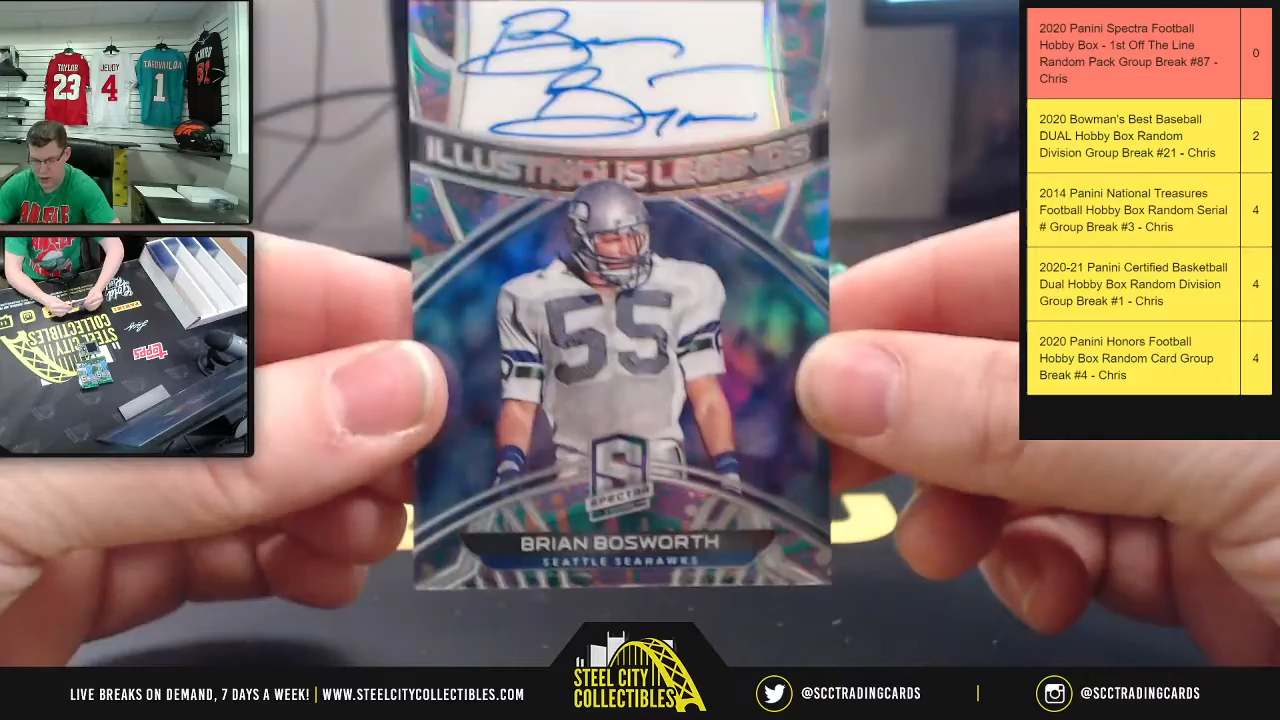 TAYLOR
23
JEUDY
4
TAGOVAILOA
1
51
2020 Panini Spectra Football
Hobby Box - 1st Off The Line
Random Pack Group Break #87 -
Chris
0
2020 Bowman's Best Baseball
DUAL Hobby Box Random
Division Group Break #21 - Chris
2
2014 Panini National Treasures
Football Hobby Box Random Serial
# Group Break #3 - Chris
4
2020-21 Panini Certified Basketball
Dual Hobby Box Random Division
Group Break #1 - Chris
4
2020 Panini Honors Football
Hobby Box Random Card Group
Break #4 - Chris
4
ILLUSTRIOUS LEGENDS
55
SPECTRA
BRIAN BOSWORTH
SEATTLE SEAHAWKS
STEEL CITY
COLLECTIBLES
PANINI
Topps
LIVE BREAKS ON DEMAND, 7 DAYS A WEEK! | WWW.STEELCITYCOLLECTIBLES.COM
STEEL CITY
COLLECTIBLES
@SCCTRADINGCARDS | @SCCTRADINGCARDS